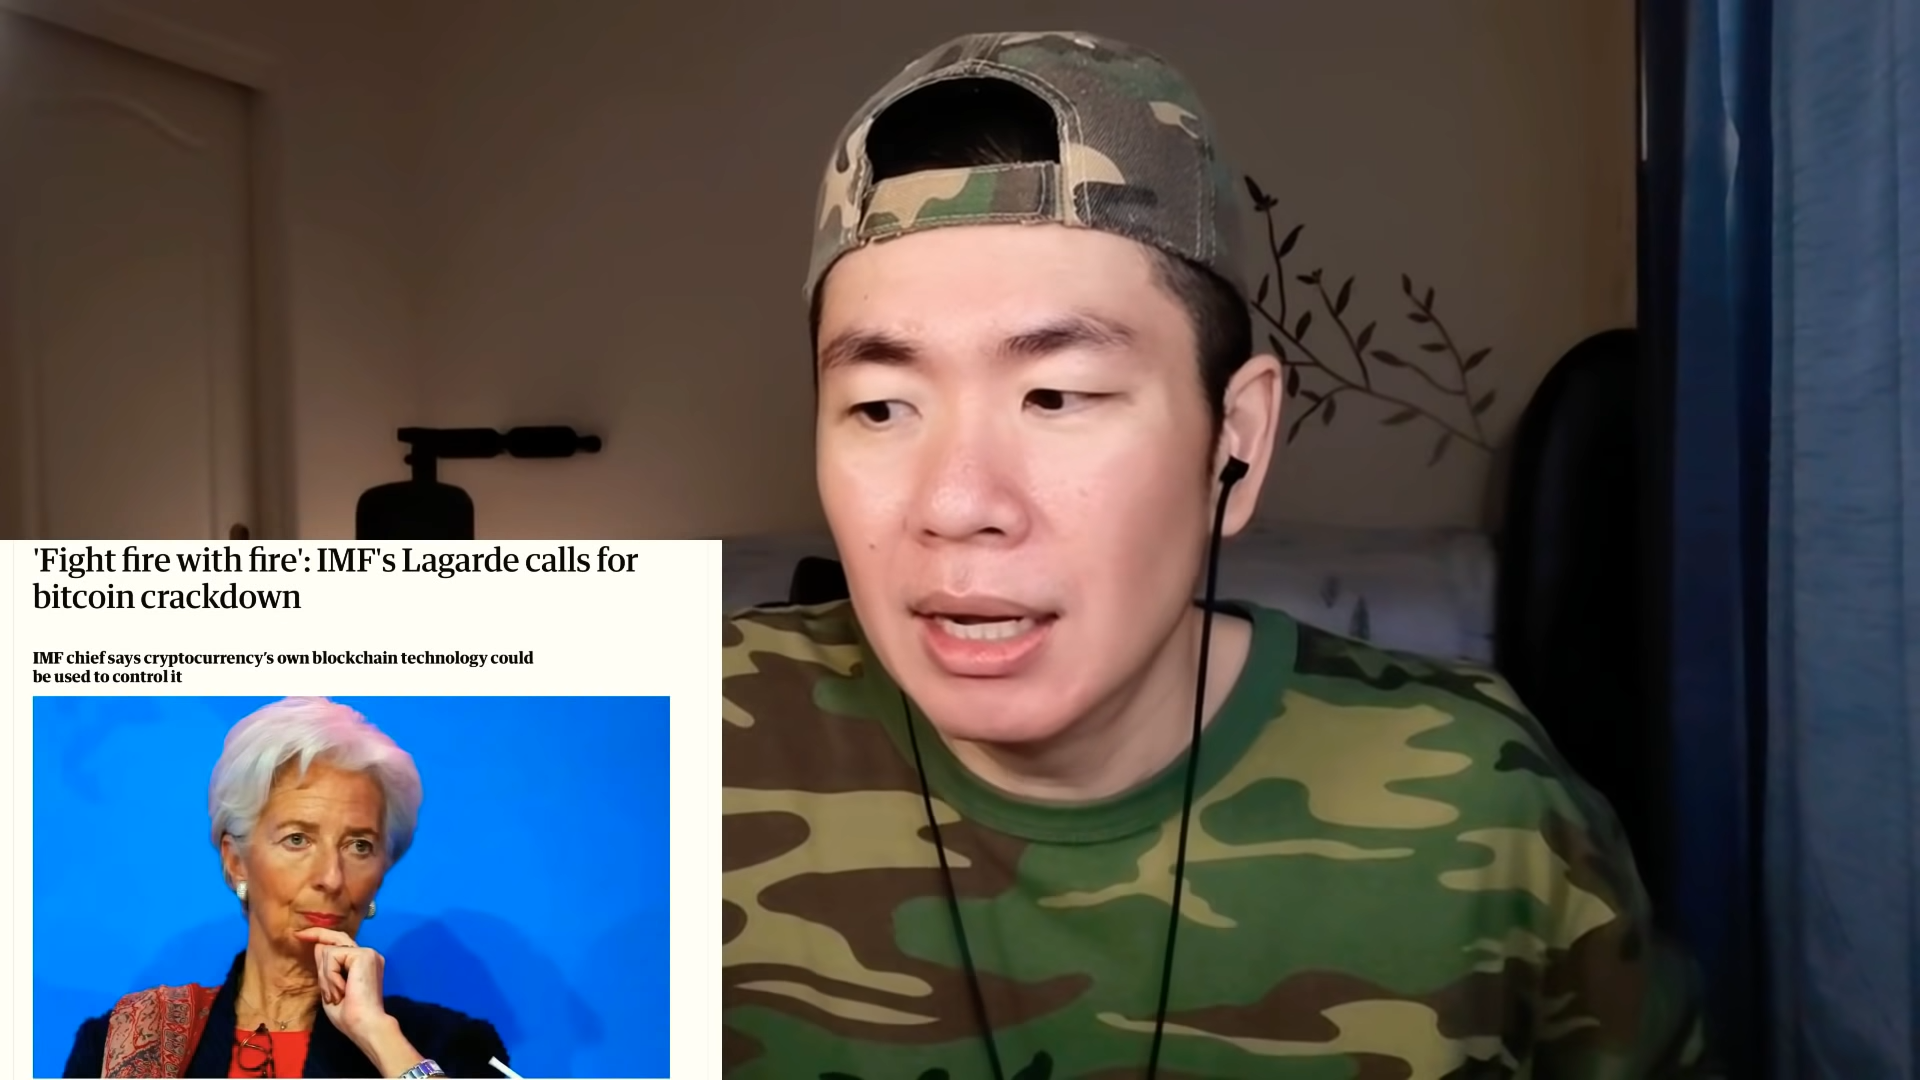 'Fight fire with fire': IMF's Lagarde calls for
bitcoin crackdown
IMF chief says cryptocurrency’s own blockchain technology could
be used to control it